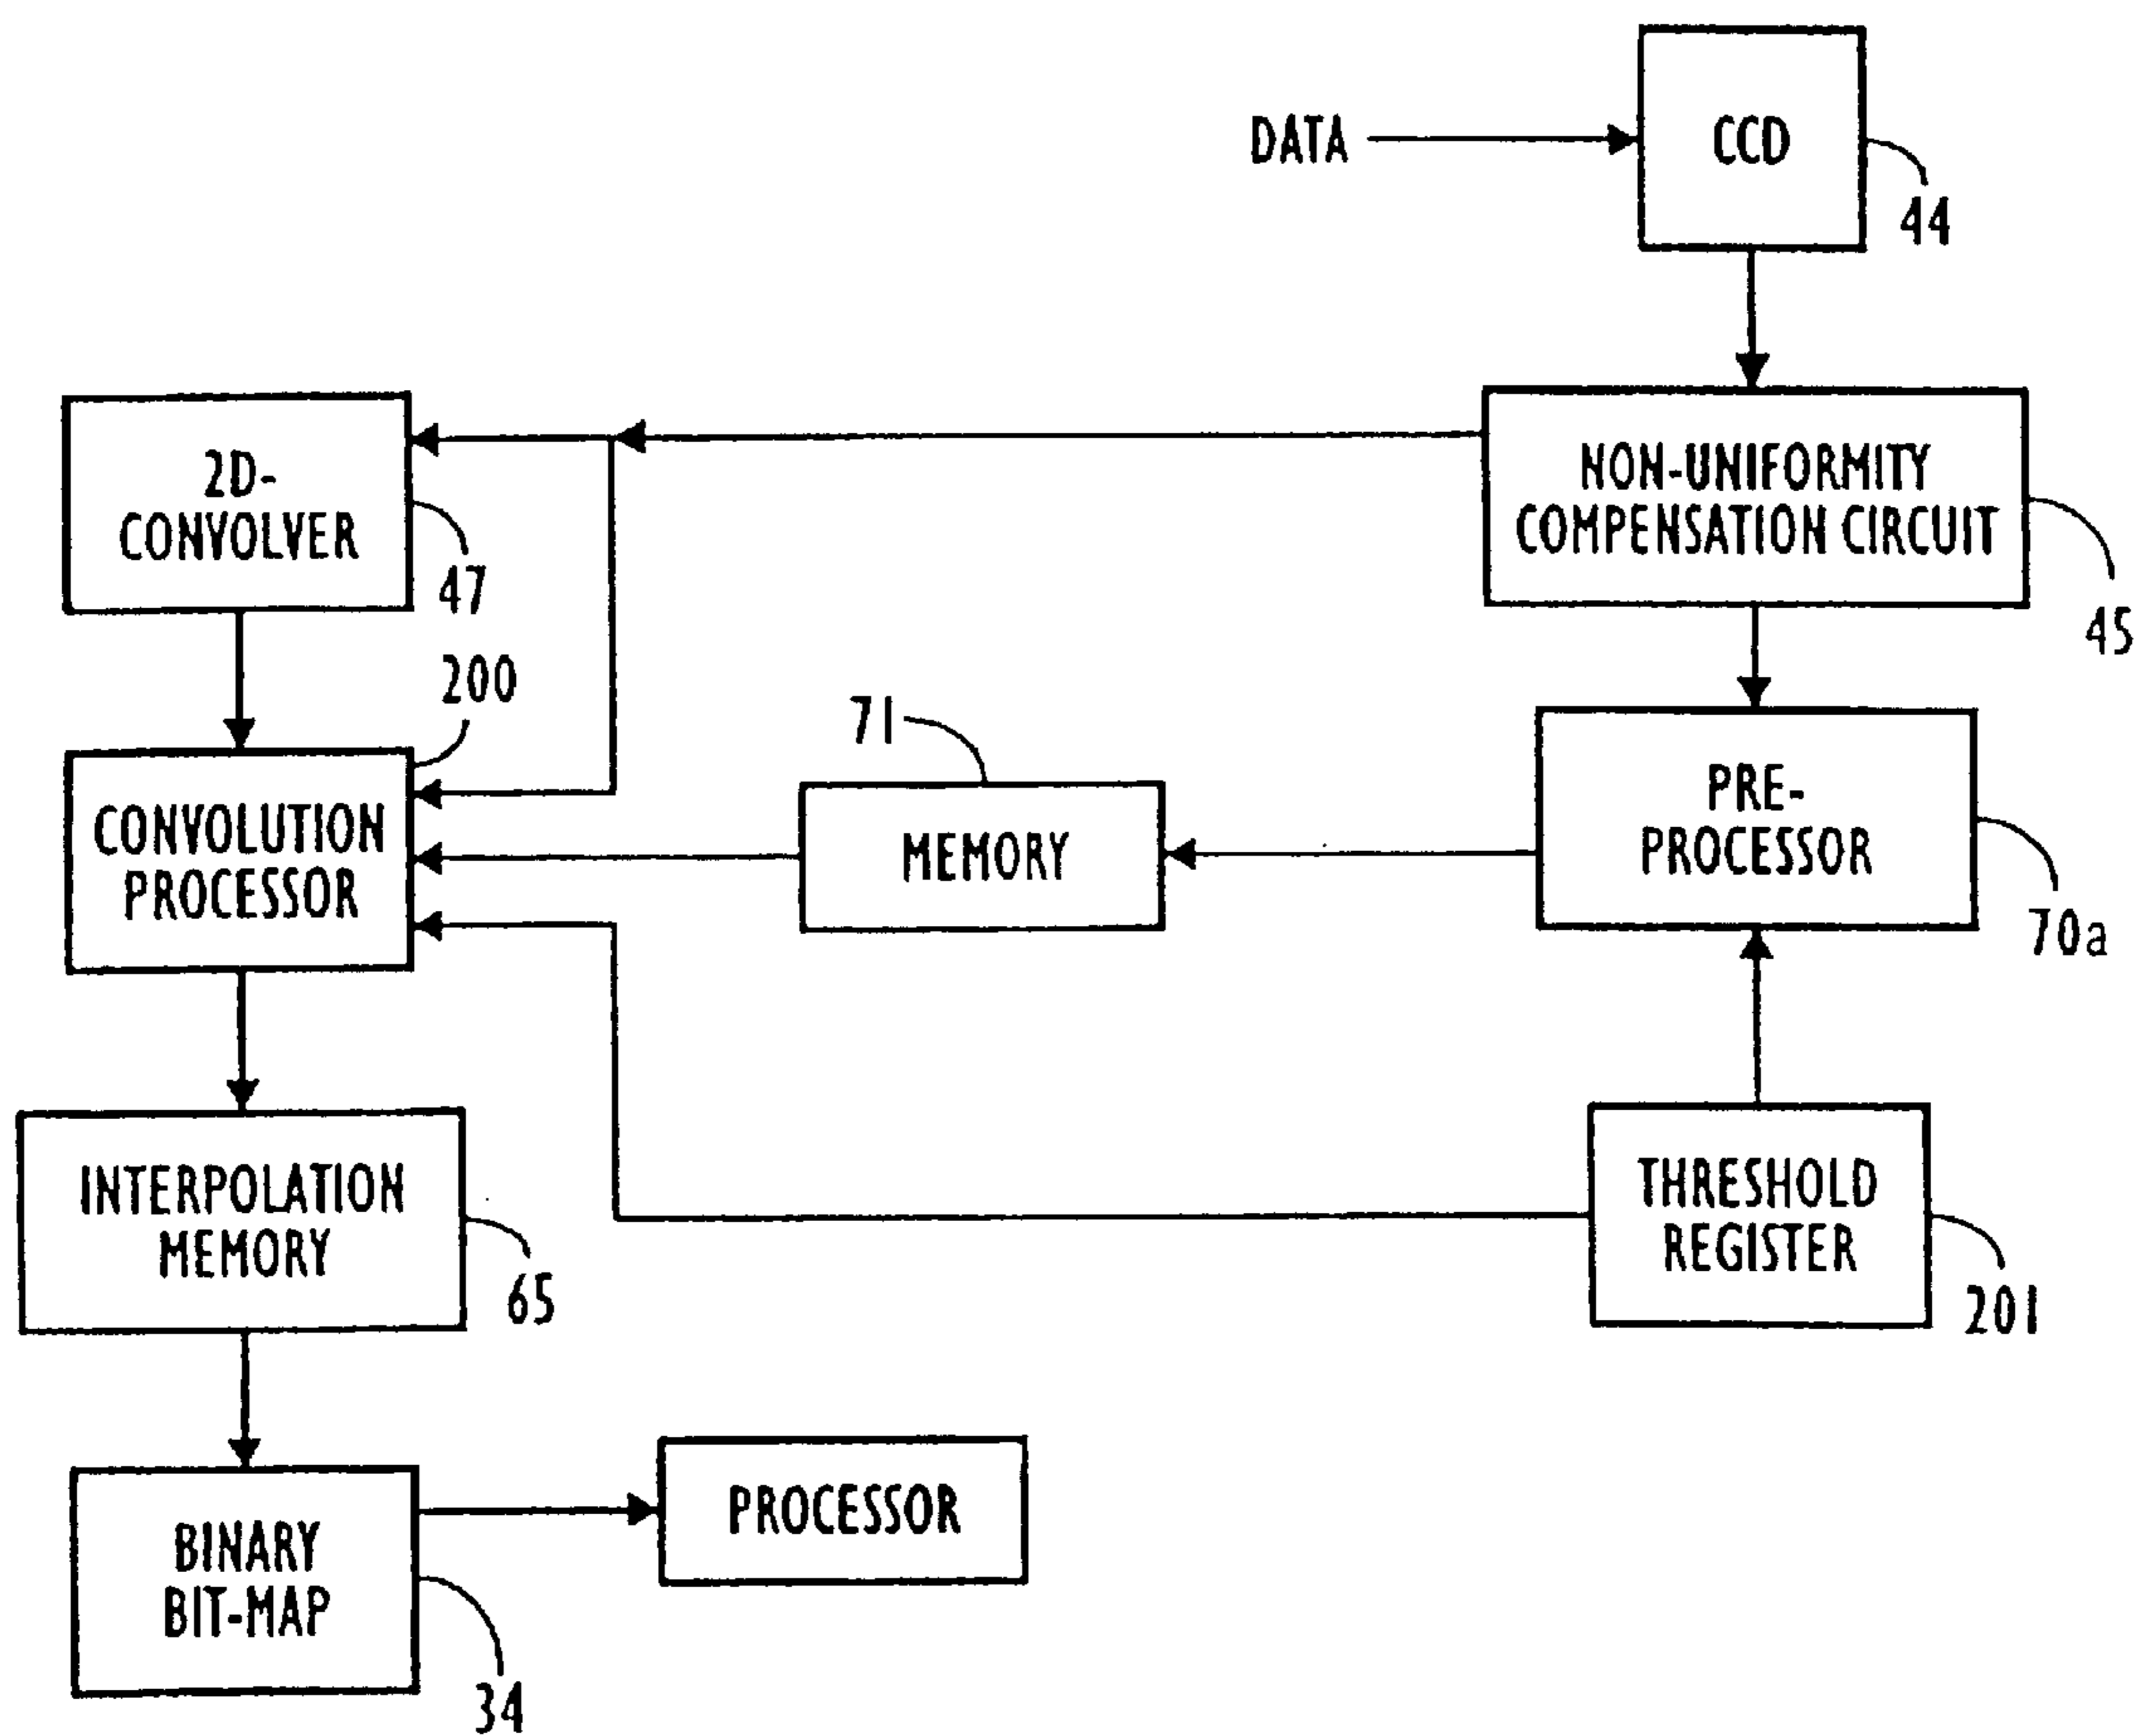 DATA
CCD
44
2D-
CONVOLVER
47
NON-UNIFORMITY
COMPENSATION CIRCUIT
45
200
CONVOLUTION
PROCESSOR
71
MEMORY
PRE-
PROCESSOR
70a
INTERPOLATION
MEMORY
65
THRESHOLD
REGISTER
201
BINARY
BIT-MAP
34
PROCESSOR